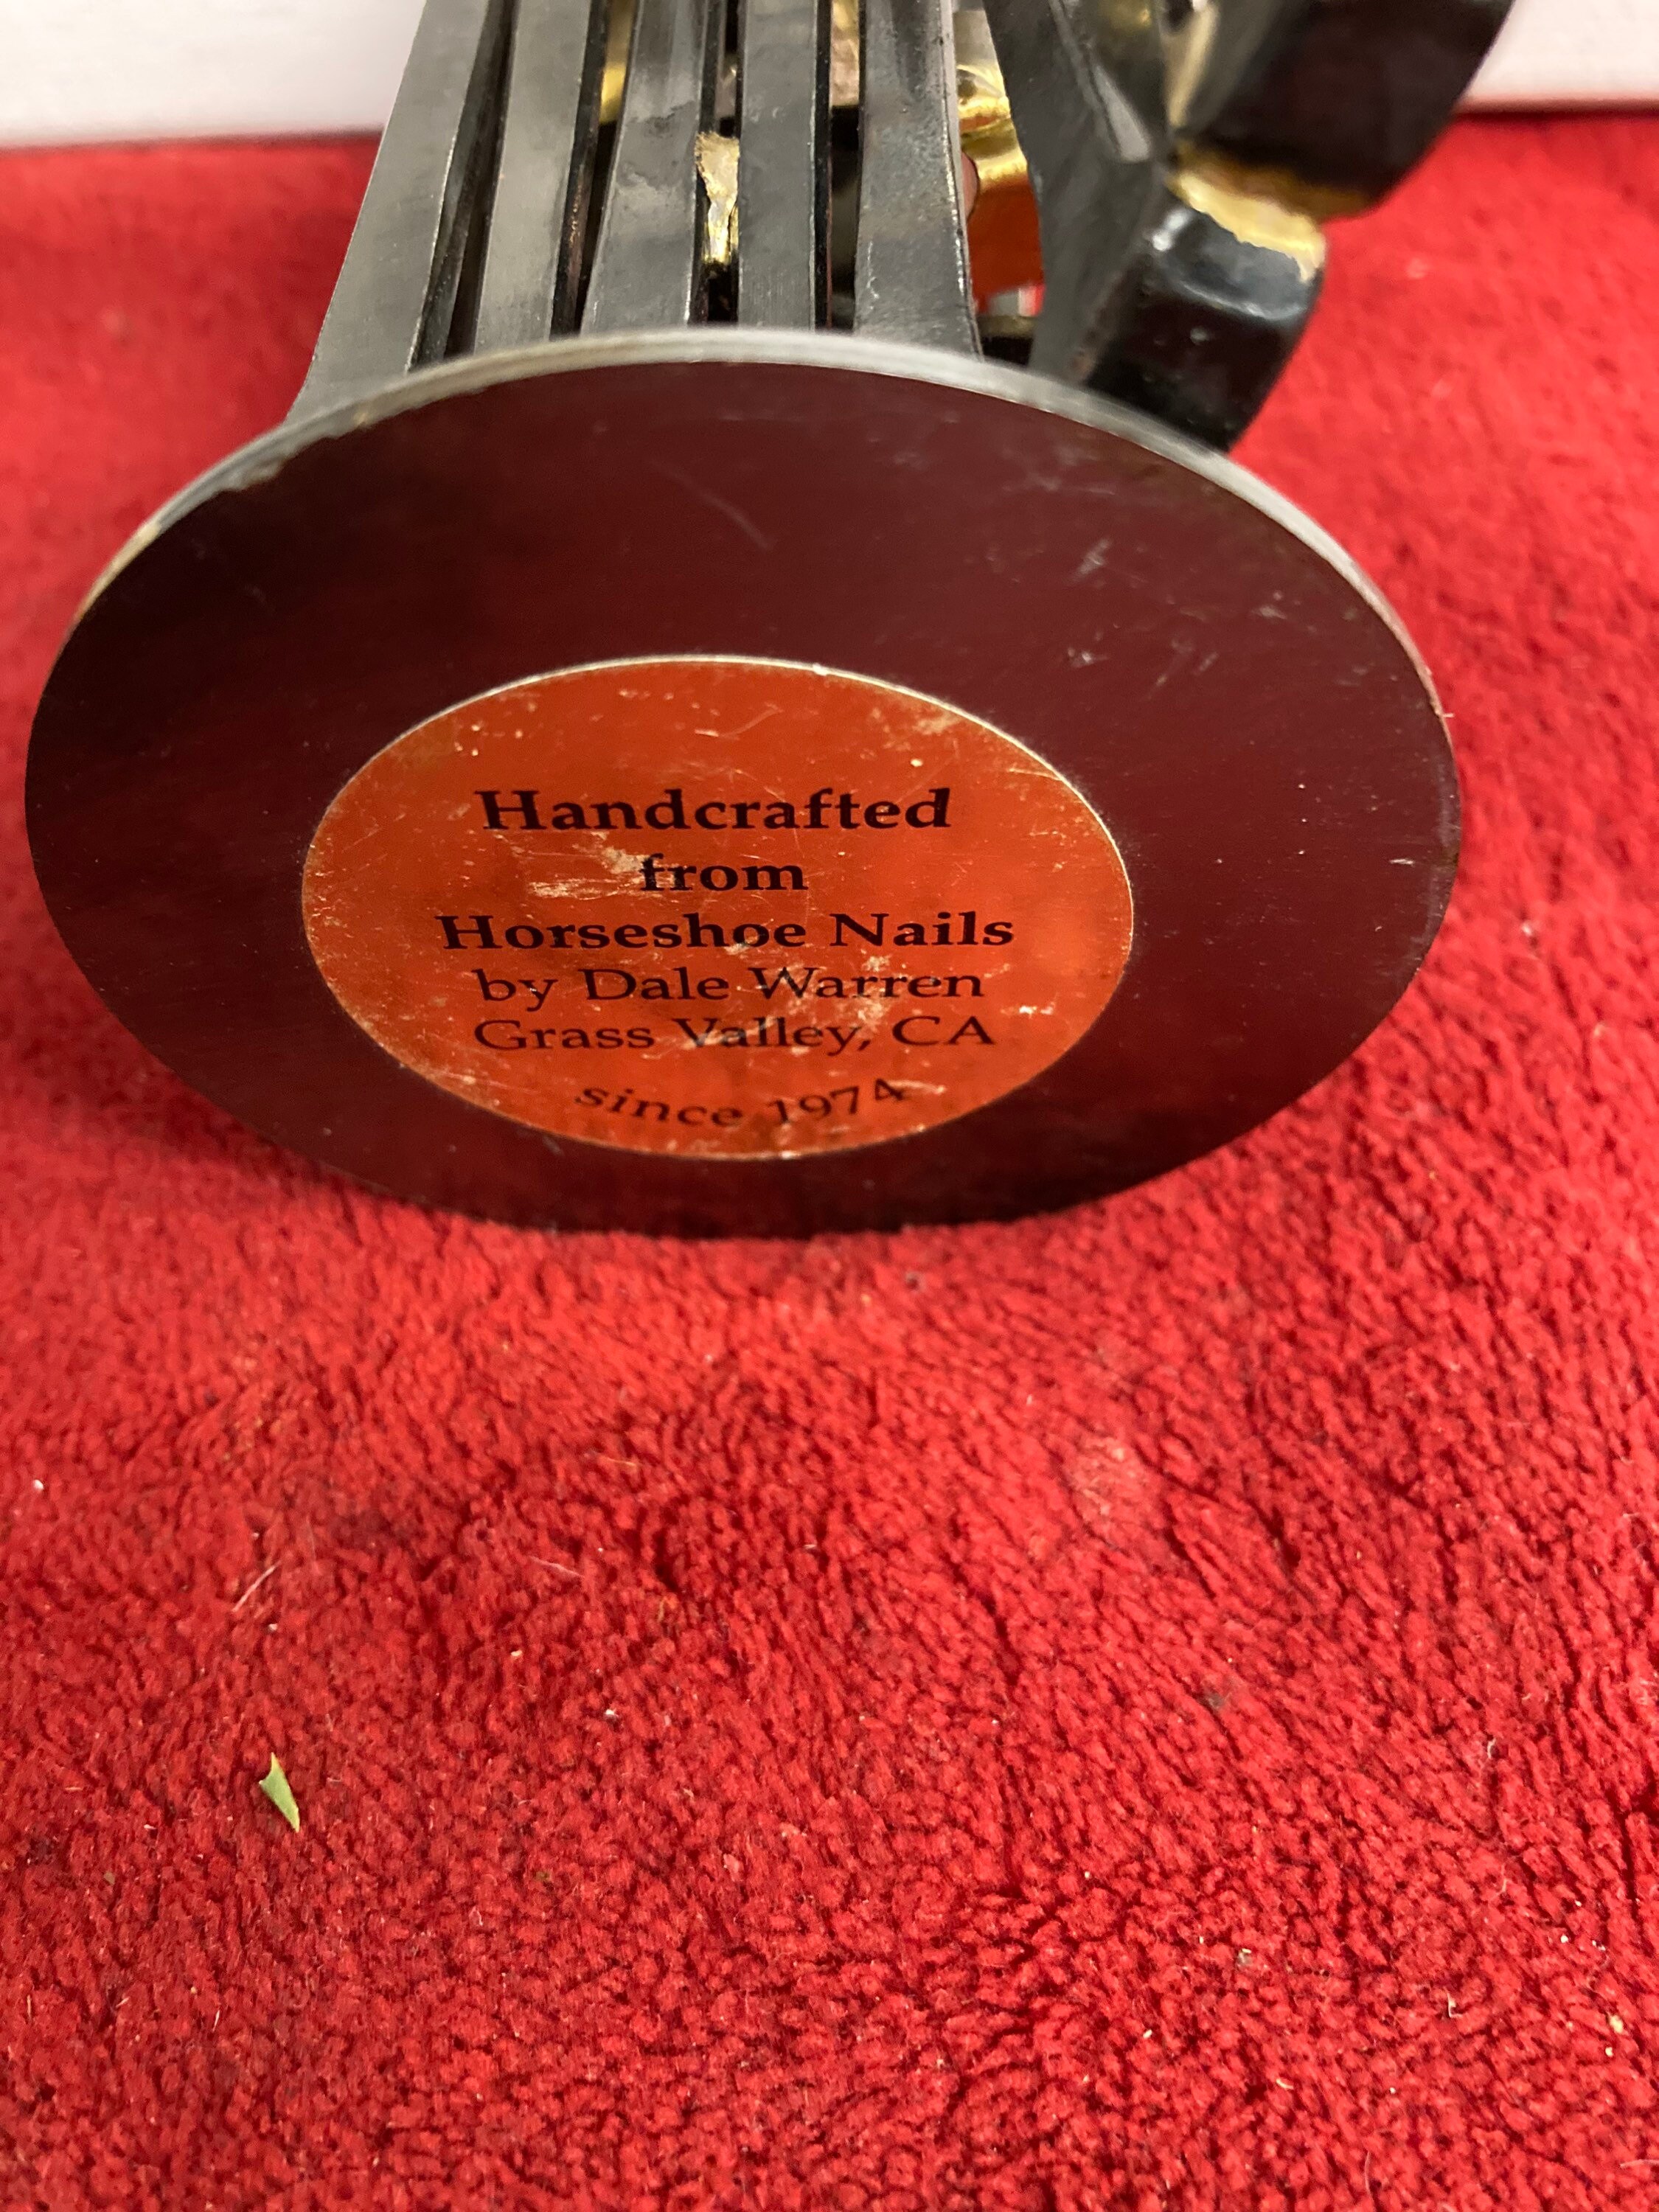 Handcrafted
from
Horseshoe Nails
by Dale Warren
Grass Valley, CA
since 1974